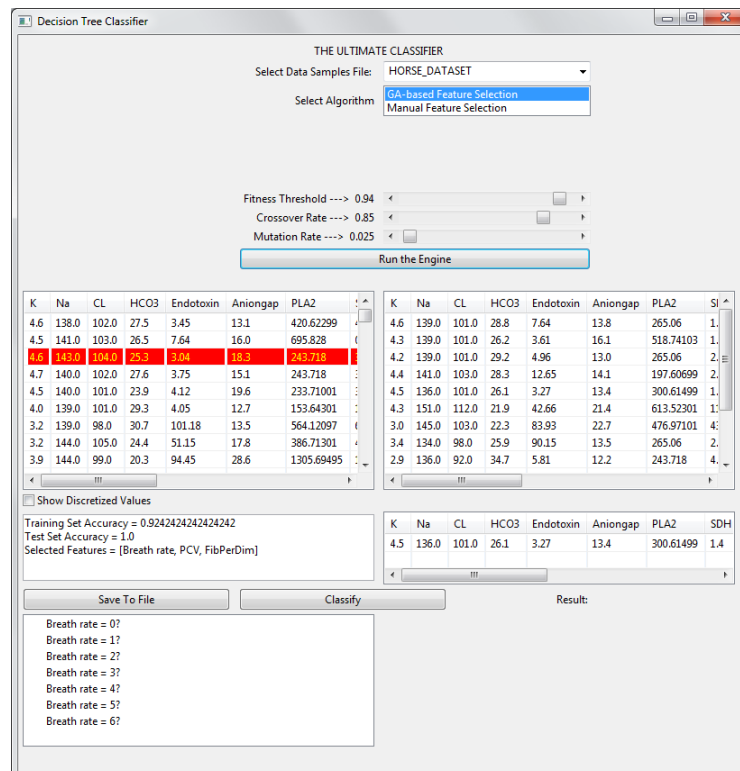 Decision Tree Classifier
THE ULTIMATE CLASSIFIER
Select Data Samples File: HORSE_DATASET
Select Algorithm GA-based Feature Selection
Manual Feature Selection
Fitness Threshold ---> 0.94
Crossover Rate ---> 0.85
Mutation Rate ---> 0.025
Run the Engine
K Na CL HCO3 Endotoxin Aniongap PLA2
4.6 138.0 102.0 27.5 3.45 13.1 420.62299
4.5 141.0 103.0 26.5 7.64 16.0 695.828
4.6 143.0 104.0 25.3 3.04 18.3 243.718
4.7 140.0 102.0 27.6 3.75 15.1 243.718
4.5 140.0 101.0 23.9 4.12 19.6 233.71001
4.0 139.0 101.0 29.3 4.05 12.7 153.64301
3.2 139.0 98.0 30.7 101.18 13.5 564.12097
3.2 144.0 105.0 24.4 51.15 17.8 386.71301
3.9 144.0 99.0 20.3 94.45 28.6 1305.69495
K Na CL HCO3 Endotoxin Aniongap PLA2
4.6 139.0 101.0 28.8 7.64 13.8 265.06 1.
4.3 139.0 101.0 26.2 3.61 16.1 518.74103 1.
4.2 139.0 101.0 29.2 4.96 13.0 265.06 2.
4.4 141.0 103.0 28.3 12.65 14.1 197.60699 2.
4.5 136.0 101.0 26.1 3.27 13.4 300.61499 1.
4.3 151.0 112.0 21.9 42.66 21.4 613.52301
3.0 145.0 103.0 22.3 83.93 22.7 476.97101
3.4 134.0 98.0 25.9 90.15 13.5 265.06 2.
2.9 136.0 92.0 34.7 5.81 12.2 243.718 4.
Show Discretized Values
Training Set Accuracy = 0.9242424242424242
Test Set Accuracy = 1.0
Selected Features = [Breath rate, PCV, FibPerDim]
K Na CL HCO3 Endotoxin Aniongap PLA2 SDH
4.5 136.0 101.0 26.1 3.27 13.4 300.61499 1.4
Save To File
Classify
Result:
Breath rate = 0?
Breath rate = 1?
Breath rate = 2?
Breath rate = 3?
Breath rate = 4?
Breath rate = 5?
Breath rate = 6?